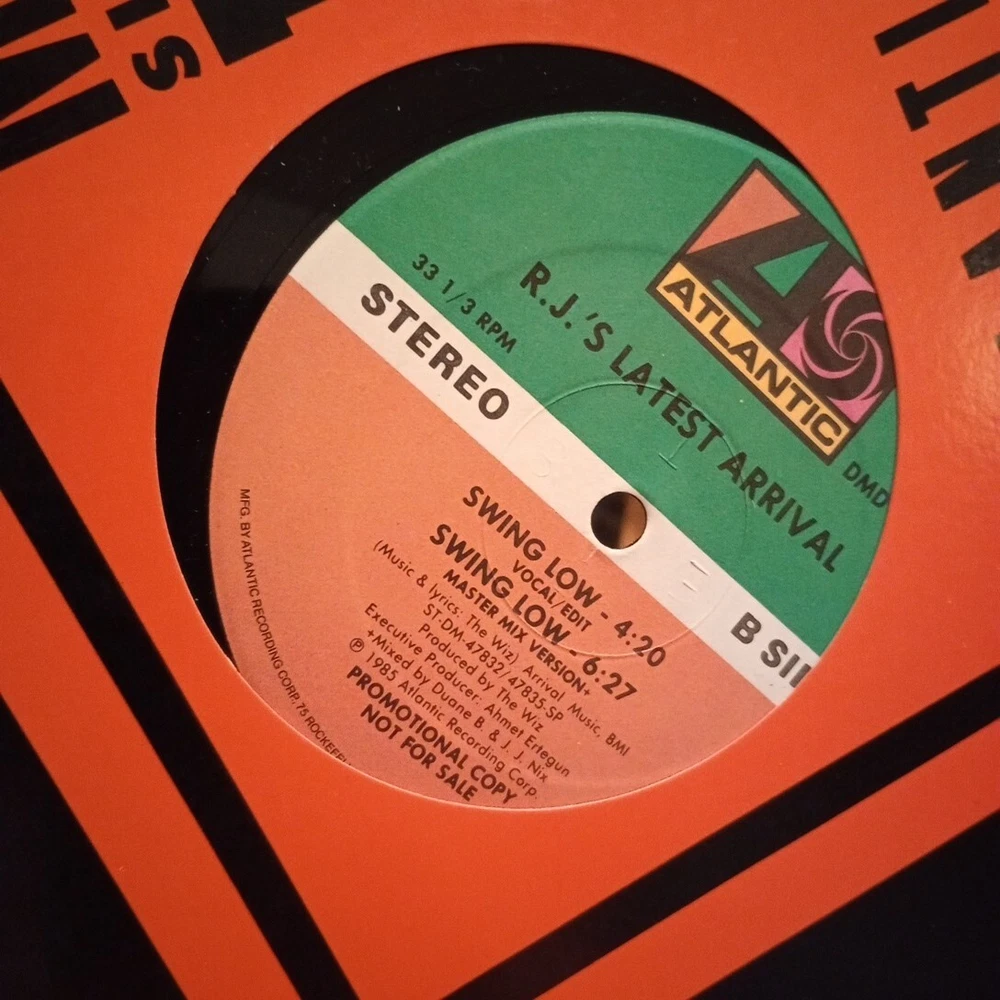 ATLANTIC
R.J.'S LATEST ARRIVAL
33 1/3 RPM
DMD
STEREO
B SI
SWING LOW - 4:20
VOCAL/EDIT
SWING LOW - 6:27
MASTER MIX VERSION+
(Music & lyrics: The Wiz) Arrival Music, BMI
ST-DM-47832/47835-SP
Produced by The Wiz
Executive Producer: Ahmet Ertegun
+Mixed by Duane B & J. J. Nix
℗ 1985 Atlantic Recording Corp.
PROMOTIONAL COPY
NOT FOR SALE
MFG. BY ATLANTIC RECORDING CORP. 75